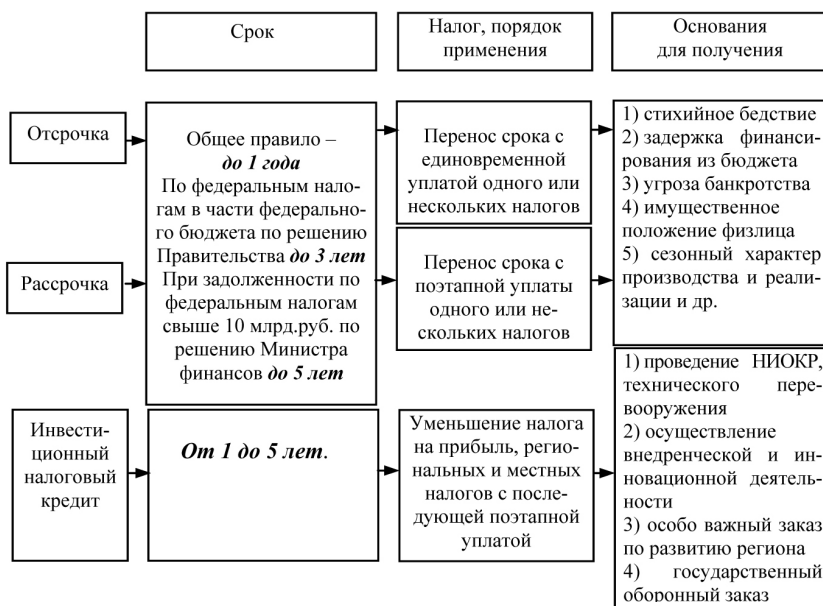 Срок
Налог, порядок
применения
Основания
для получения
Отсрочка
Общее правило –
до 1 года
По федеральным нало-
гам в части федерально-
го бюджета по решению
Правительства до 3 лет
При задолженности по
федеральным налогам
свыше 10 млрд.руб. по
решению Министра
финансов до 5 лет
Перенос срока с
единовременной
уплатой одного или
нескольких налогов
1) стихийное бедствие
2) задержка финанси-
рования из бюджета
3) угроза банкротства
4) имущественное
положение физлица
5) сезонный характер
производства и реали-
зации и др.
Рассрочка
Перенос срока с
поэтапной уплаты
одного или не-
скольких налогов
Инвести-
ционный
налоговый
кредит
От 1 до 5 лет.
Уменьшение налога
на прибыль, регио-
нальных и местных
налогов с после-
дующей поэтапной
уплатой
1) проведение НИОКР,
технического пере-
вооружения
2) осуществление
внедренческой и ин-
новационной деятель-
ности
3) особо важный заказ
по развитию региона
4) государственный
оборонный заказ